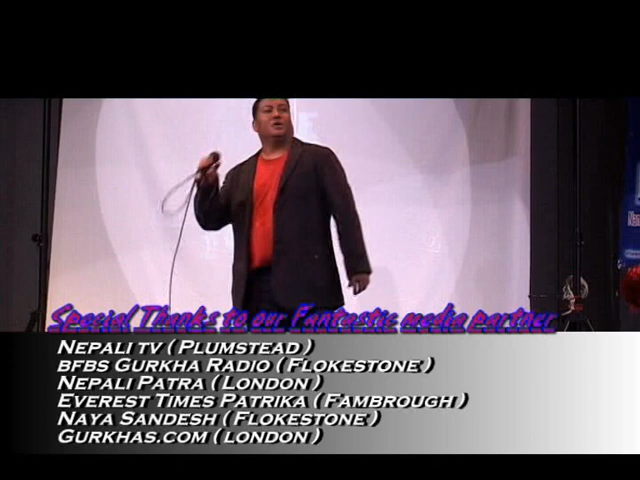 Special Thanks to our Fantastic media partner
Nepali tv ( Plumstead )
bfbs Gurkha Radio ( Flokestone )
Nepali Patra ( London )
Everest Times Patrika ( Fambrough )
Naya Sandesh ( Flokestone )
Gurkhas.com ( london )